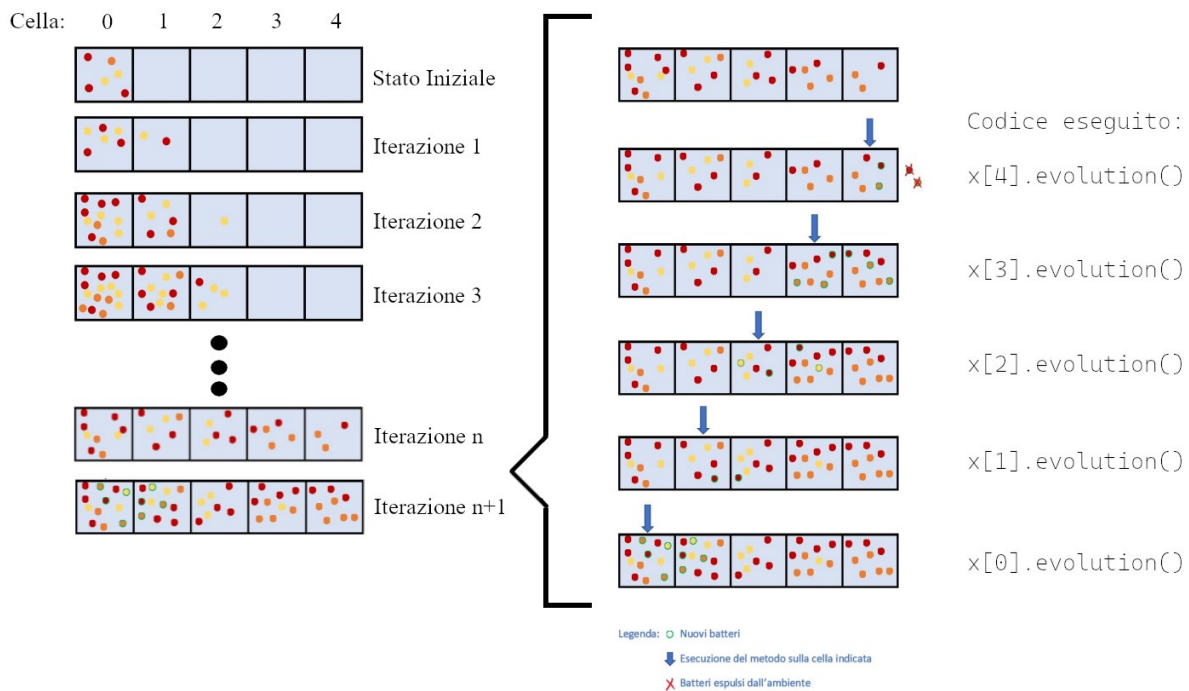 Cella: 0 1 2 3 4
Stato Iniziale
Iterazione 1
Iterazione 2
Iterazione 3
Iterazione n
Iterazione n+1
Codice eseguito:
x[4].evolution()
x[3].evolution()
x[2].evolution()
x[1].evolution()
x[0].evolution()
Legenda: Nuovi batteri
Esecuzione del metodo sulla cella indicata
Batteri espulsi dall'ambiente